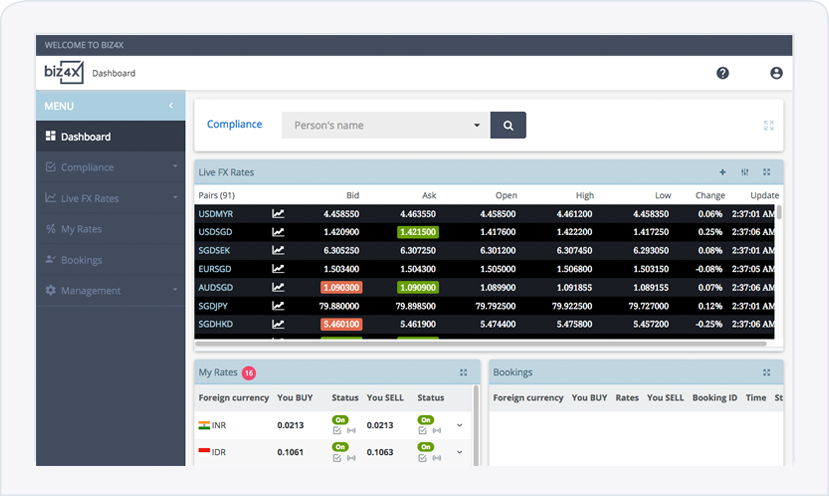 WELCOME TO BIZ4X
biz4X Dashboard
MENU
Dashboard
Compliance
Live FX Rates
My Rates
Bookings
Management
Compliance Person's name
Live FX Rates
Pairs (91) Bid Ask Open High Low Change Update
USDMYR 4.458550 4.463550 4.458500 4.461200 4.458350 0.06% 2:37:01 AM
USDSGD 1.420900 1.421500 1.417600 1.422200 1.417250 0.25% 2:37:06 AM
SGDSEK 6.305250 6.307250 6.301200 6.307450 6.293050 0.08% 2:37:01 AM
EURSGD 1.503400 1.504300 1.505000 1.506800 1.503150 -0.08% 2:37:05 AM
AUDSGD 1.090300 1.090900 1.089900 1.091855 1.089155 0.07% 2:37:06 AM
SGDJPY 79.880000 79.898500 79.792500 79.922500 79.727000 0.12% 2:37:01 AM
SGDHKD 5.460100 5.461900 5.474400 5.475800 5.457200 -0.25% 2:37:06 AM
My Rates 16
Foreign currency You BUY Status You SELL Status
INR 0.0213 On 0.0213 On
IDR 0.1061 On 0.1063 On
Bookings
Foreign currency You BUY Rates You SELL Booking ID Time St